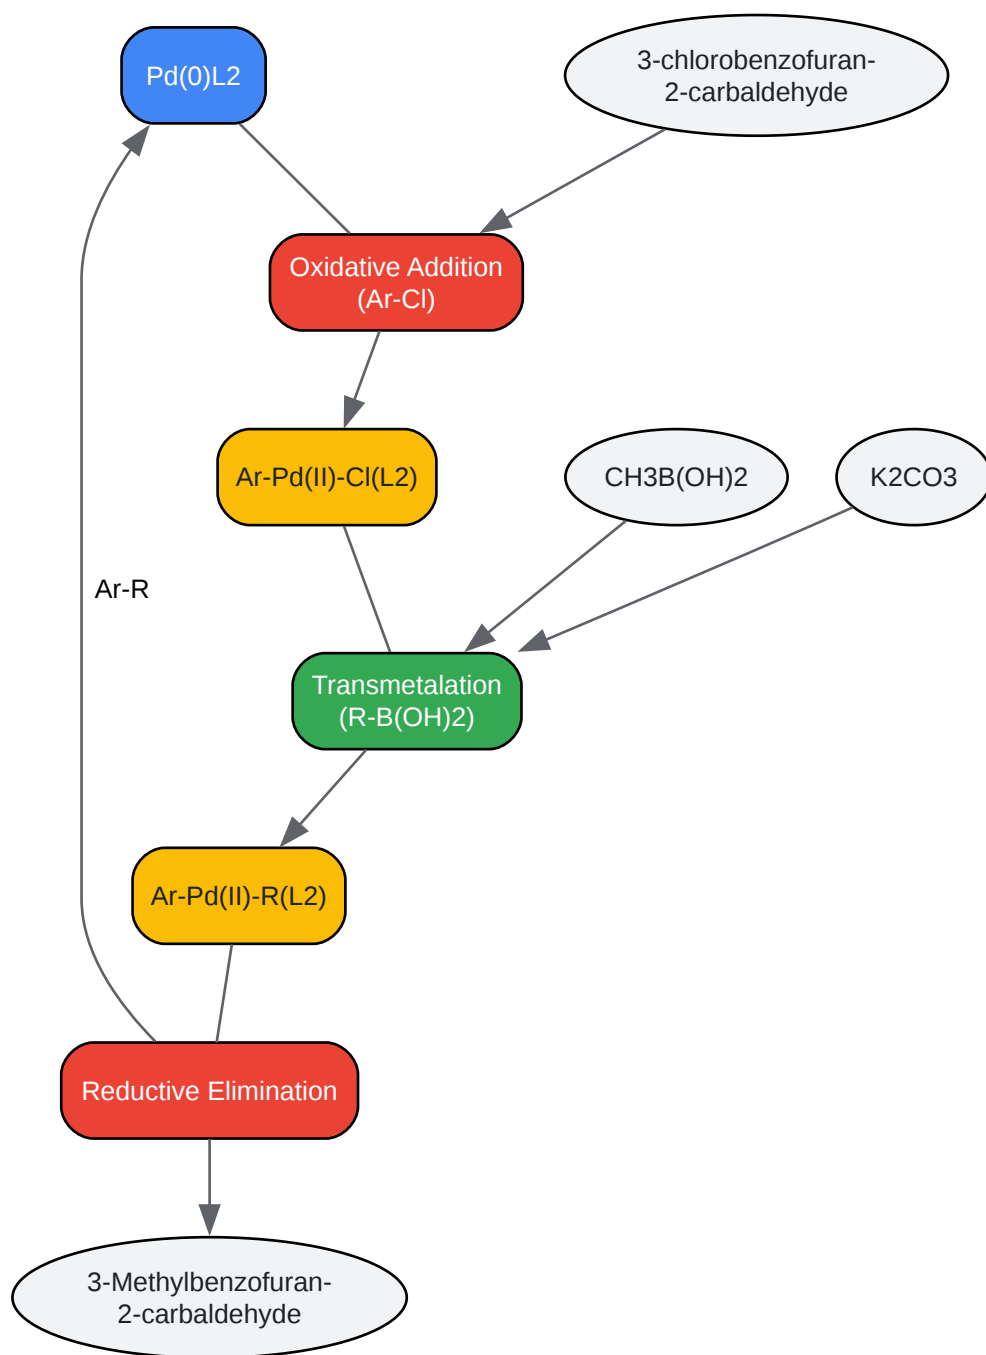 Pd(0)L2
3-chlorobenzofuran-
2-carbaldehyde
Oxidative Addition
(Ar-Cl)
Ar-Pd(II)-Cl(L2)
CH3B(OH)2
K2CO3
Ar-R
Transmetalation
(R-B(OH)2)
Ar-Pd(II)-R(L2)
Reductive Elimination
3-Methylbenzofuran-
2-carbaldehyde